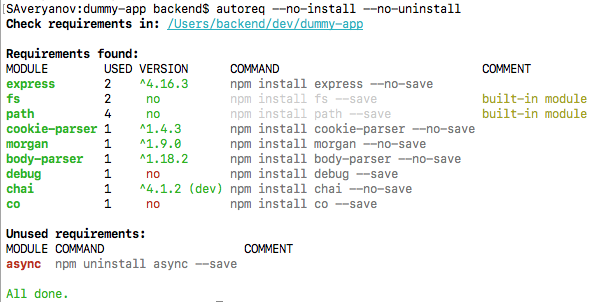 [SAveryanov:dummy-app backend$ autoreq --no-install --no-uninstall
Check requirements in: /Users/backend/dev/dummy-app
Requirements found:
MODULE USED VERSION COMMAND COMMENT
express 2 ^4.16.3 npm install express --no-save
fs 2 no npm install fs --save built-in module
path 4 no npm install path --save built-in module
cookie-parser 1 ^1.4.3 npm install cookie-parser --no-save
morgan 1 ^1.9.0 npm install morgan --no-save
body-parser 1 ^1.18.2 npm install body-parser --no-save
debug 1 no npm install debug --save
chai 1 ^4.1.2 (dev) npm install chai --no-save
co 1 no npm install co --save
Unused requirements:
MODULE COMMAND COMMENT
async npm uninstall async --save
All done.